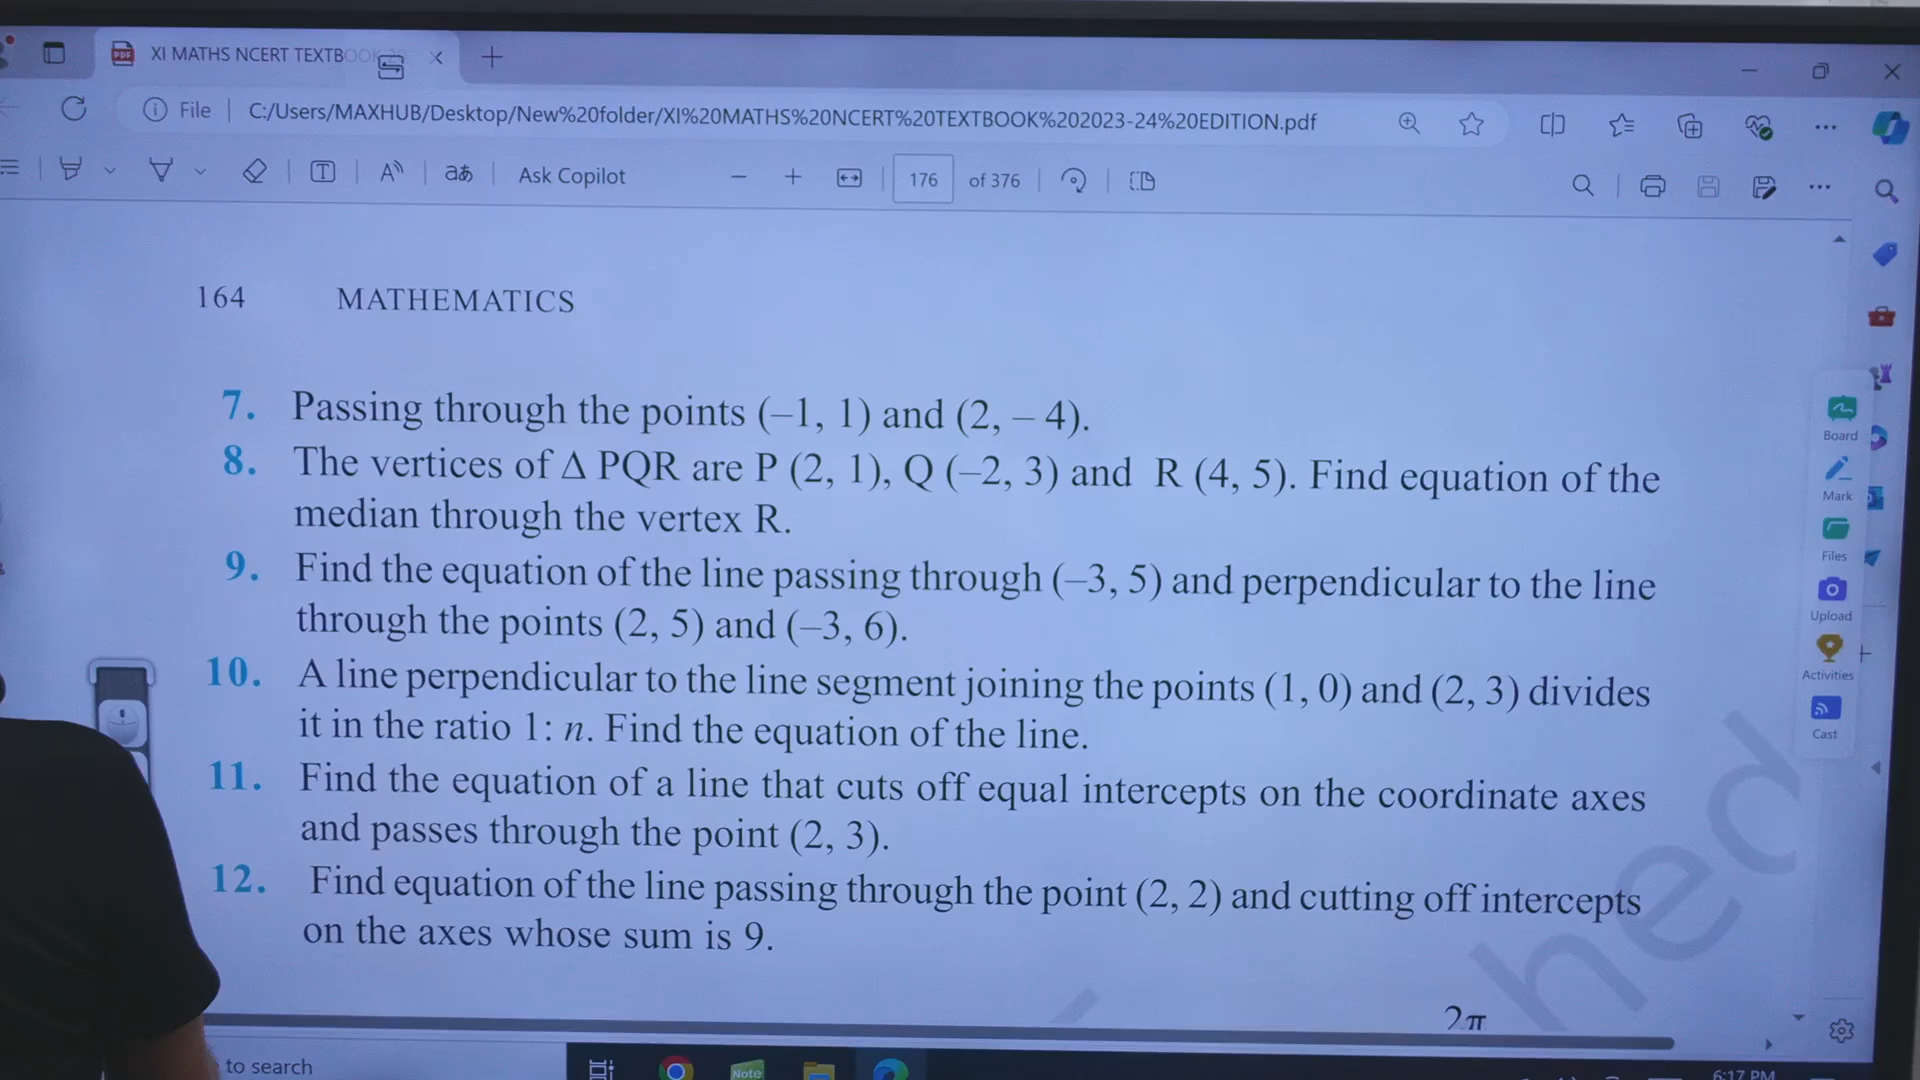 XI MATHS NCERT TEXTBOOK
File
C:/Users/MAXHUB/Desktop/New%20folder/XI%20MATHS%20NCERT%20TEXTBOOK%202023-24%20EDITION.pdf
Ask Copilot
176 of 376
164 MATHEMATICS
7. Passing through the points (–1, 1) and (2, – 4).
8. The vertices of Δ PQR are P (2, 1), Q (–2, 3) and R (4, 5). Find equation of the
median through the vertex R.
9. Find the equation of the line passing through (–3, 5) and perpendicular to the line
through the points (2, 5) and (–3, 6).
10. A line perpendicular to the line segment joining the points (1, 0) and (2, 3) divides
it in the ratio 1: n. Find the equation of the line.
11. Find the equation of a line that cuts off equal intercepts on the coordinate axes
and passes through the point (2, 3).
12. Find equation of the line passing through the point (2, 2) and cutting off intercepts
on the axes whose sum is 9.
2π
hed
Board
Mark
Files
Upload
Activities
Cast
to search
Note
6:17 PM